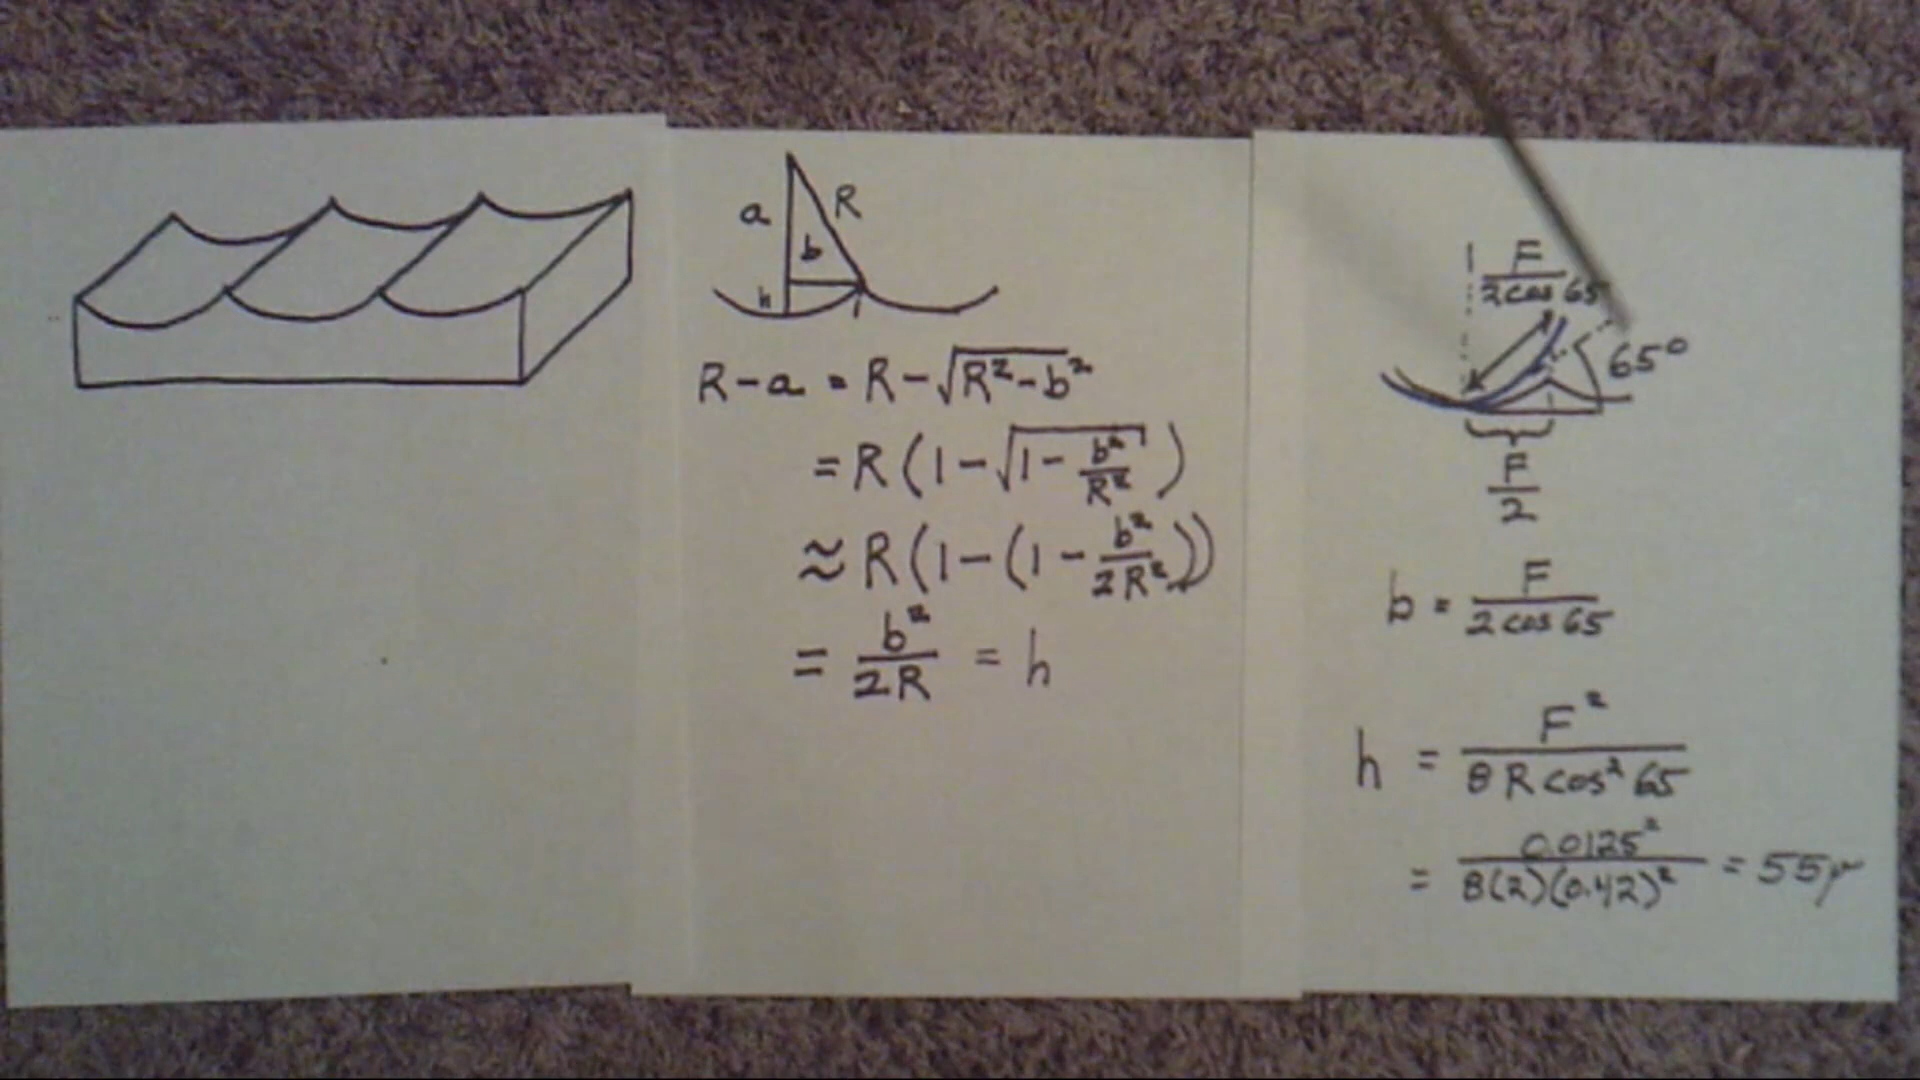 a R
b
h
R-a = R-√R²-b²
= R(1-√1-b²/R²)
≈ R(1-(1-b²/2R²))
= b²/2R = h
F/2cos 65
65°
F/2
b = F/2cos 65
h = F²/8 R cos² 65
= 0.0125²/8(2)(0.42)² = 55μ